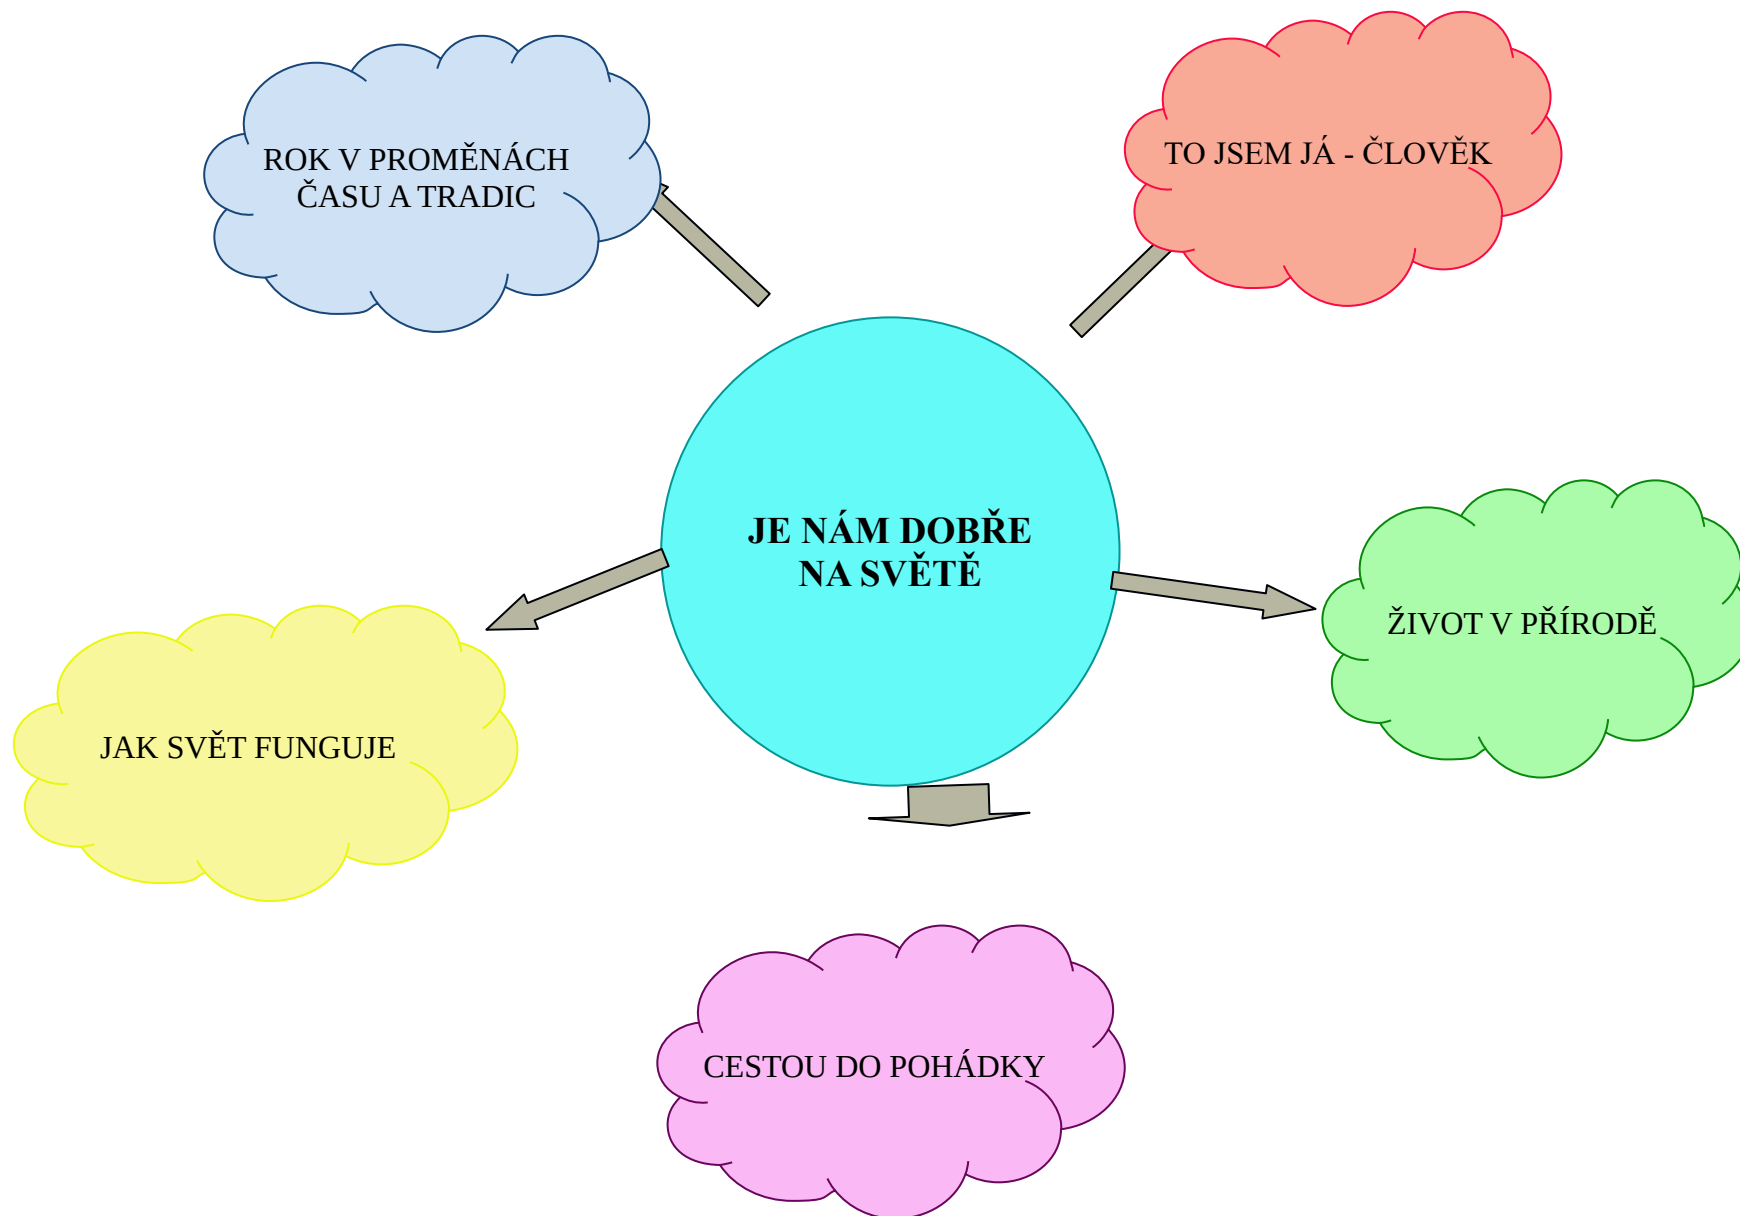 ROK V PROMĚNÁCH
ČASU A TRADIC
TO JSEM JÁ - ČLOVĚK
JE NÁM DOBŘE
NA SVĚTĚ
ŽIVOT V PŘÍRODĚ
JAK SVĚT FUNGUJE
CESTOU DO POHÁDKY